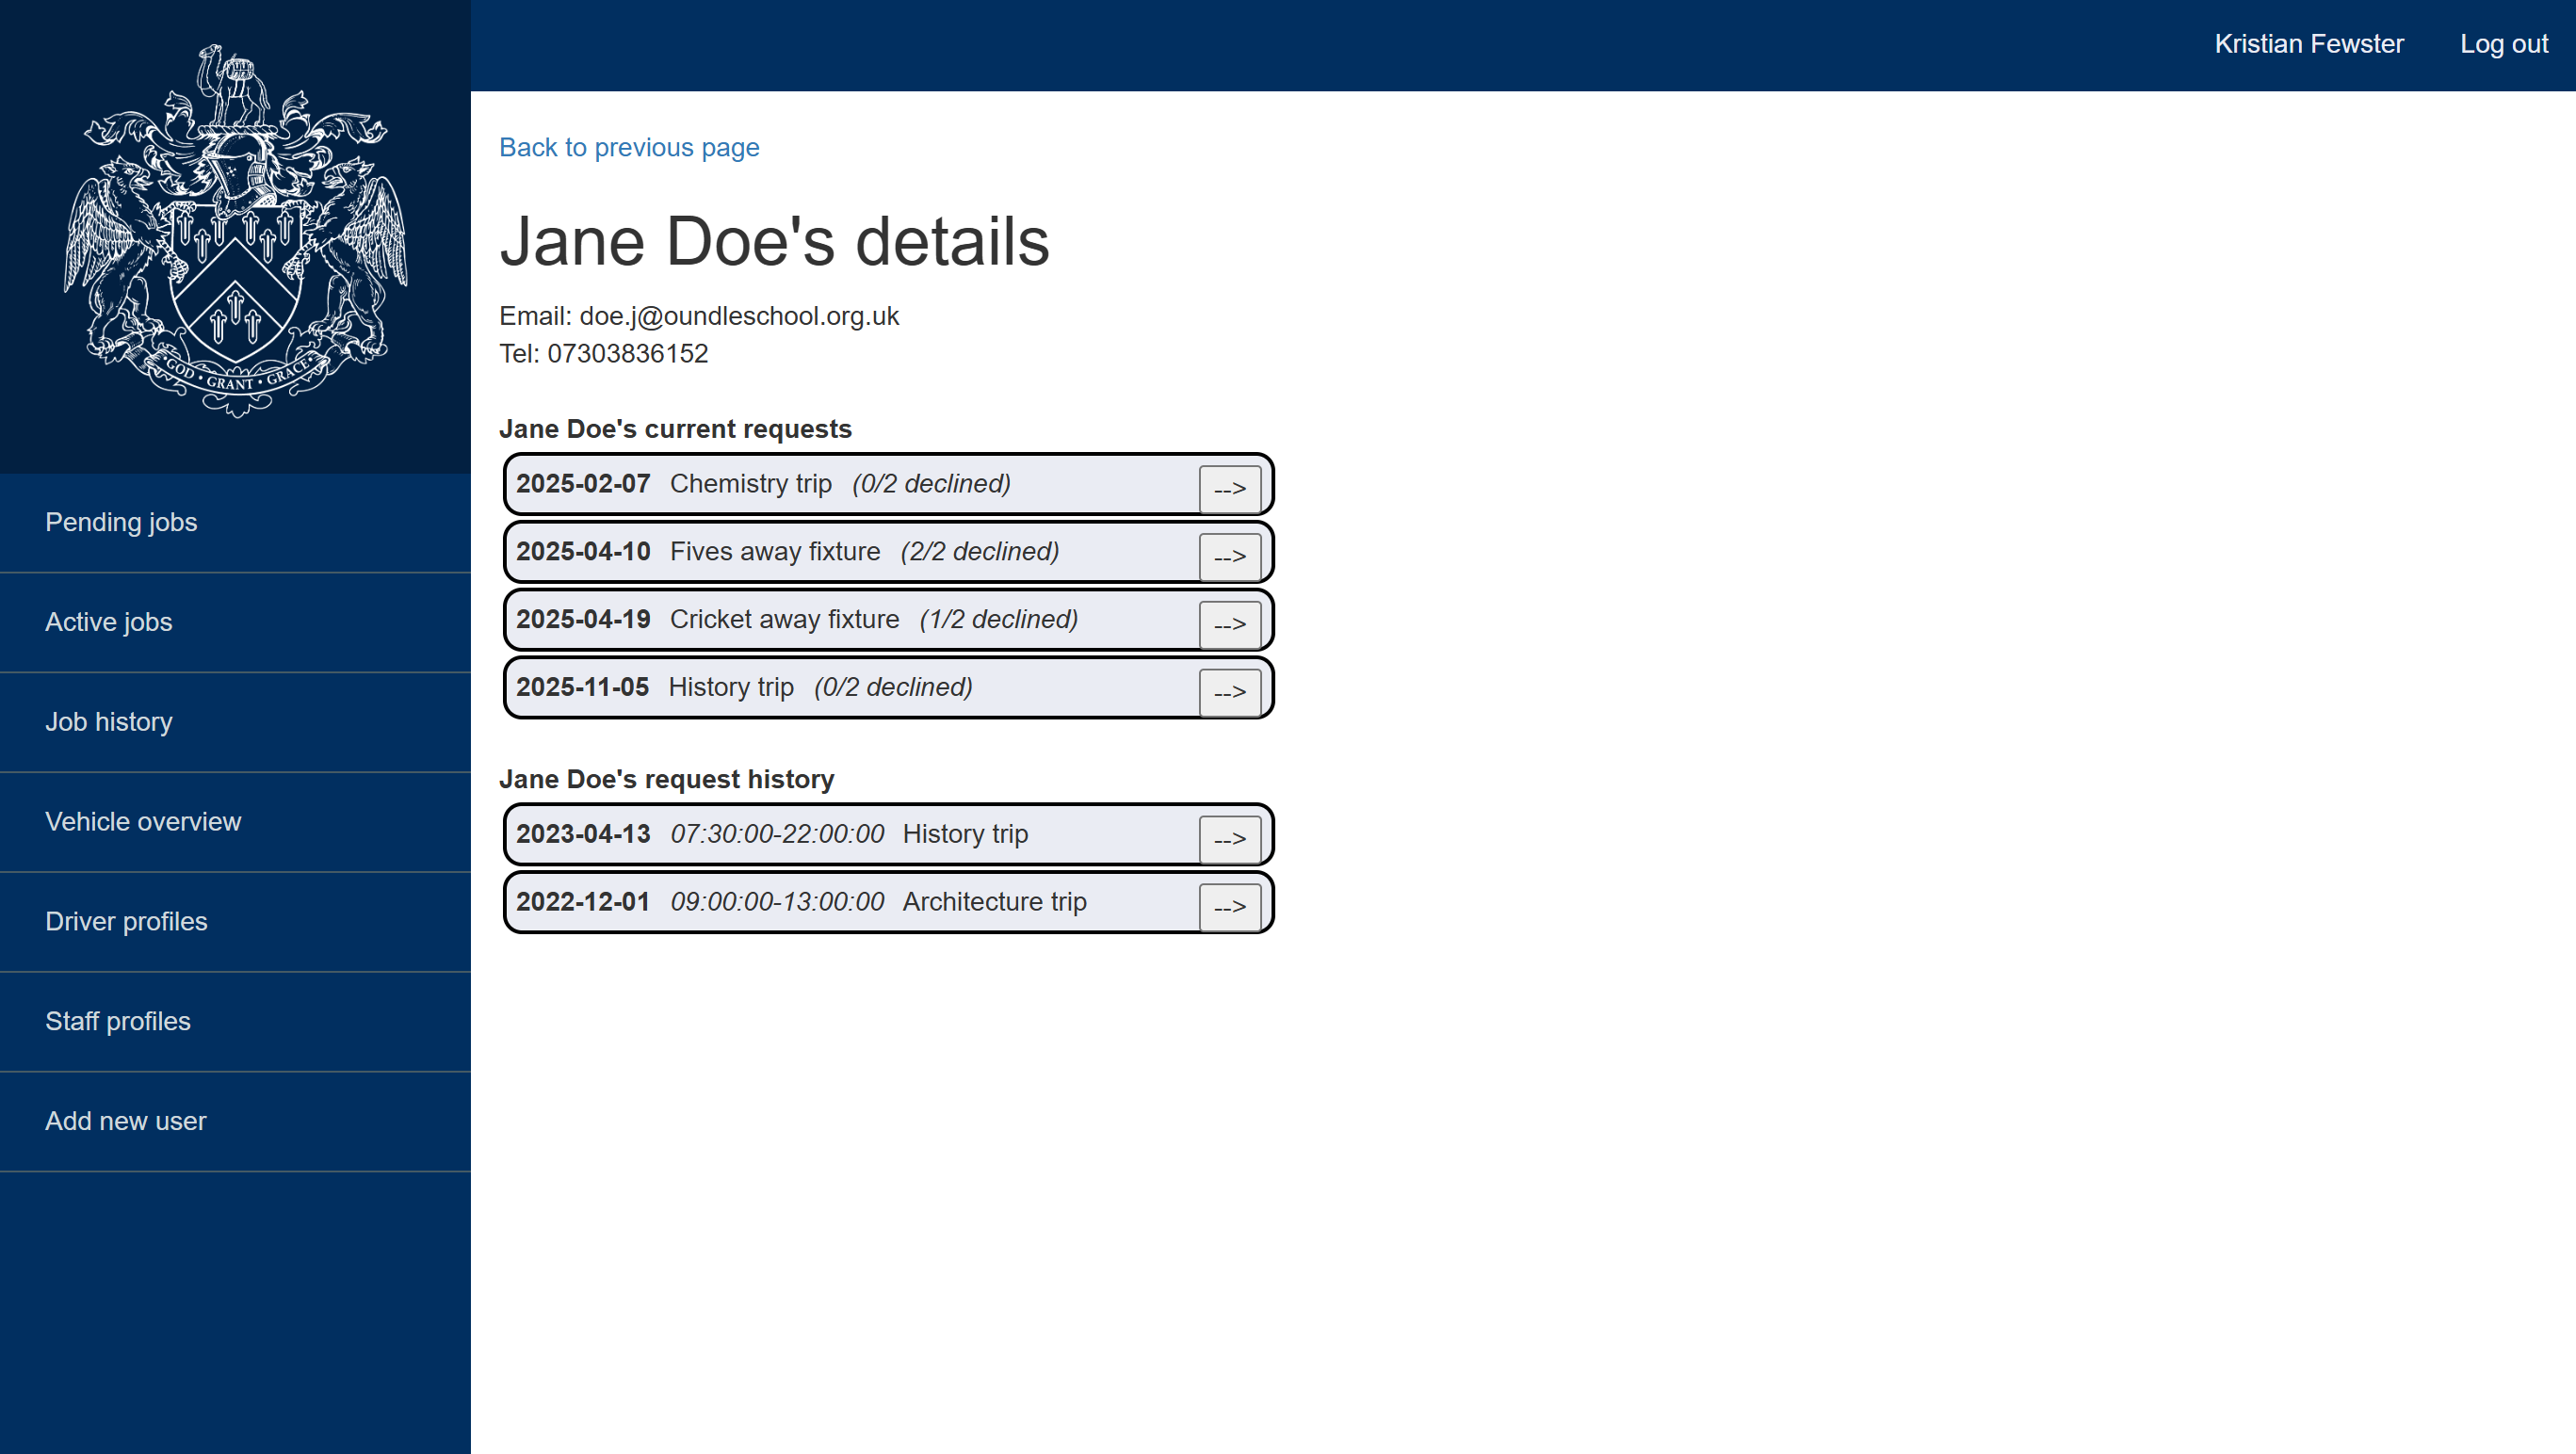 Kristian Fewster Log out
GOD • GRANT • GRACE
Pending jobs
Active jobs
Job history
Vehicle overview
Driver profiles
Staff profiles
Add new user
Back to previous page
Jane Doe's details
Email: doe.j@oundleschool.org.uk
Tel: 07303836152
Jane Doe's current requests
2025-02-07 Chemistry trip (0/2 declined) -->
2025-04-10 Fives away fixture (2/2 declined) -->
2025-04-19 Cricket away fixture (1/2 declined) -->
2025-11-05 History trip (0/2 declined) -->
Jane Doe's request history
2023-04-13 07:30:00-22:00:00 History trip -->
2022-12-01 09:00:00-13:00:00 Architecture trip -->